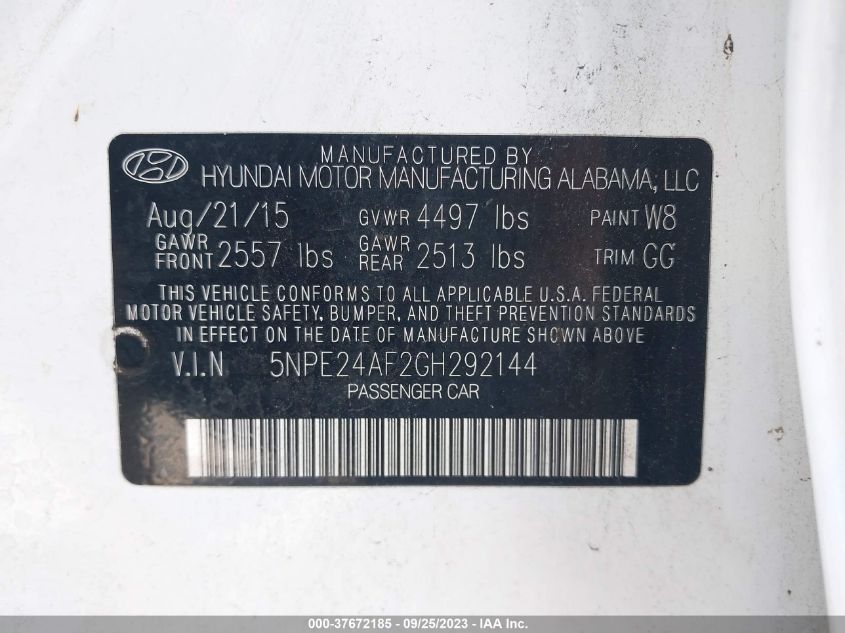 MANUFACTURED BY
HYUNDAI MOTOR MANUFACTURING ALABAMA, LLC
Aug/21/15 GVWR 4497 lbs PAINT W8
GAWR FRONT 2557 lbs GAWR REAR 2513 lbs TRIM GG
THIS VEHICLE CONFORMS TO ALL APPLICABLE U.S.A. FEDERAL
MOTOR VEHICLE SAFETY, BUMPER, AND THEFT PREVENTION STANDARDS
IN EFFECT ON THE DATE OF MANUFACTURE SHOWN ABOVE
V.I.N 5NPE24AF2GH292144
PASSENGER CAR
000-37672185 - 09/25/2023 - IAA Inc.